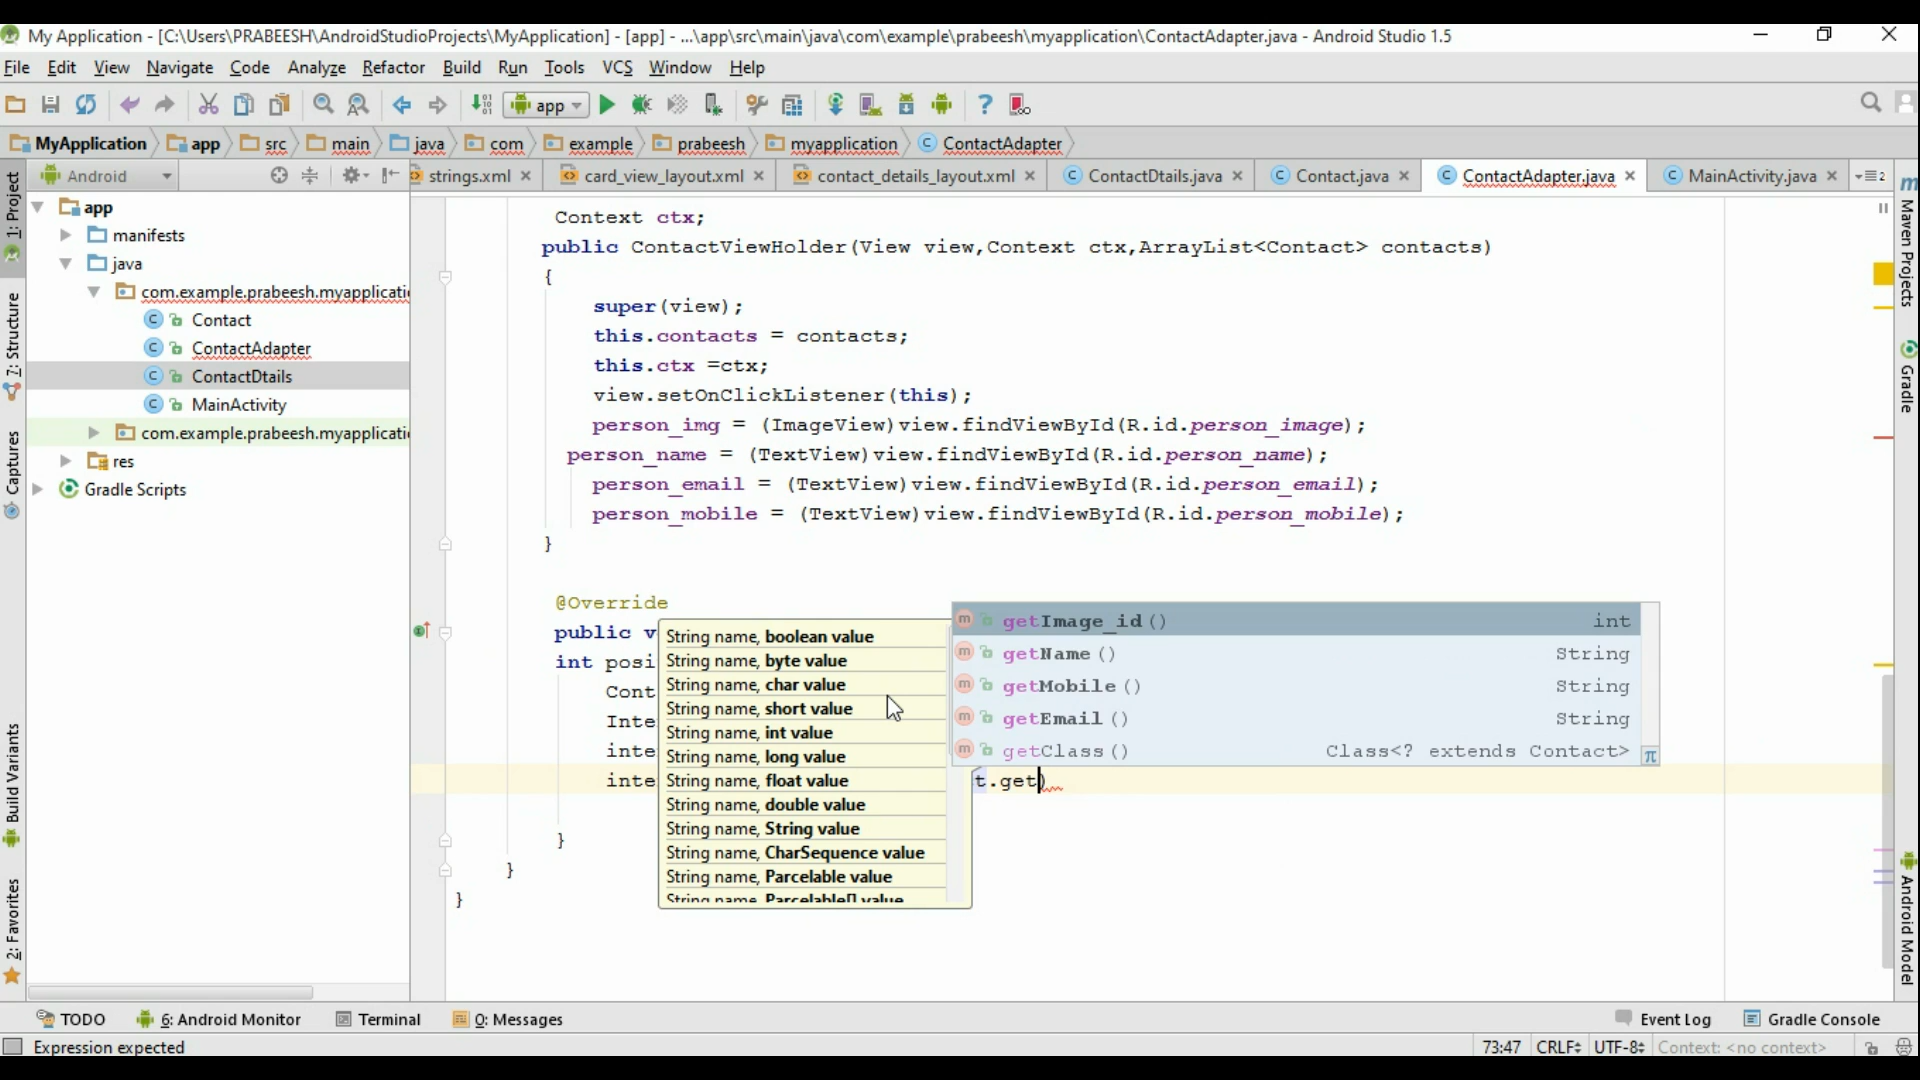 My Application - [C:\Users\PRABEESH\AndroidStudioProjects\MyApplication] - [app] - ...\app\src\main\java\com\example\prabeesh\myapplication\ContactAdapter.java - Android Studio 1.5
File Edit View Navigate Code Analyze Refactor Build Run Tools VCS Window Help
app
MyApplication app src main java com example prabeesh myapplication ContactAdapter
Android
strings.xml card_view_layout.xml contact_details_layout.xml ContactDtails.java Contact.java ContactAdapter.java MainActivity.java 2
1: Project
7: Structure
Captures
Build Variants
2: Favorites
app
manifests
java
com.example.prabeesh.myapplicati
Contact
ContactAdapter
ContactDtails
MainActivity
com.example.prabeesh.myapplicati
res
Gradle Scripts
Context ctx;
public ContactViewHolder(View view,Context ctx,ArrayList<Contact> contacts)
{
super(view);
this.contacts = contacts;
this.ctx =ctx;
view.setOnClickListener(this);
person_img = (ImageView)view.findViewById(R.id.person_image);
person_name = (TextView)view.findViewById(R.id.person_name);
person_email = (TextView)view.findViewById(R.id.person_email);
person_mobile = (TextView)view.findViewById(R.id.person_mobile);
}
@Override
public v
int posi
Cont
Inte
inte
inte
t.get)
}
}
}
String name, boolean value
String name, byte value
String name, char value
String name, short value
String name, int value
String name, long value
String name, float value
String name, double value
String name, String value
String name, CharSequence value
String name, Parcelable value
String name, Parcelable[] value
getImage_id() int
getName() String
getMobile() String
getEmail() String
getClass() Class<? extends Contact>
π
m Maven Projects
Gradle
Android Model
TODO 6: Android Monitor Terminal 0: Messages Event Log Gradle Console
Expression expected 73:47 CRLF UTF-8 Context: <no context>